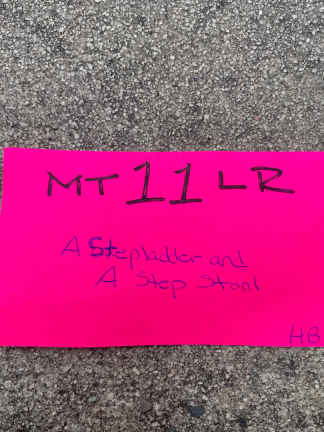 MT 11 LR
A Stepladder and
A Step Stool
HB